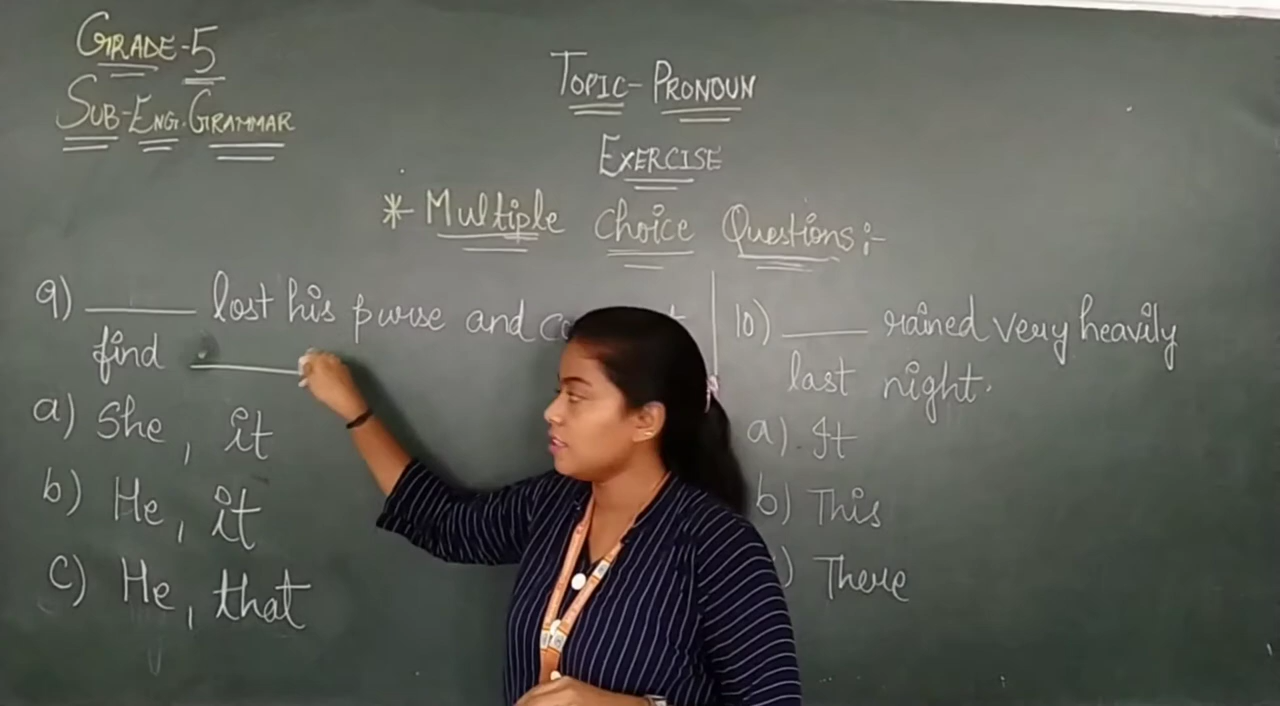 GRADE-5
SUB-ENG. GRAMMAR
TOPIC- PRONOUN
EXERCISE
* Multiple Choice Questions:-
9) ______ lost his purse and
find ______
a) She, it
b) He, it
c) He, that
10) ______ rained very heavily
last night.
a) It
b) This
) There